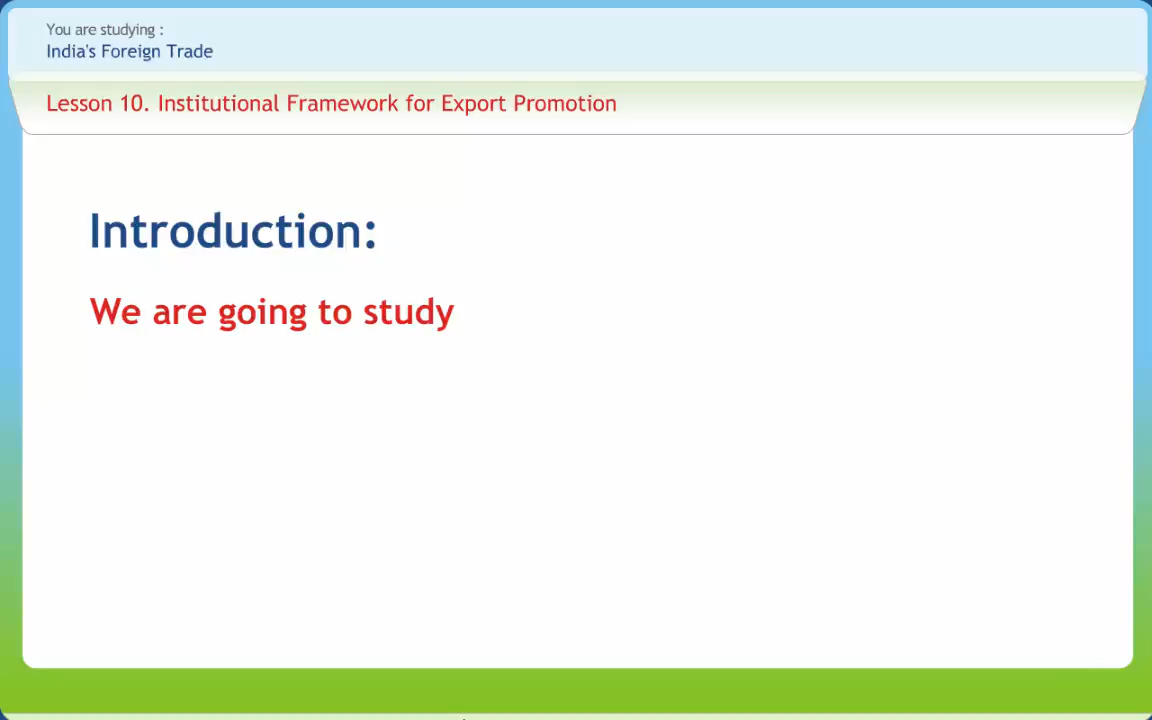 You are studying :
India's Foreign Trade
Lesson 10. Institutional Framework for Export Promotion
Introduction:
We are going to study